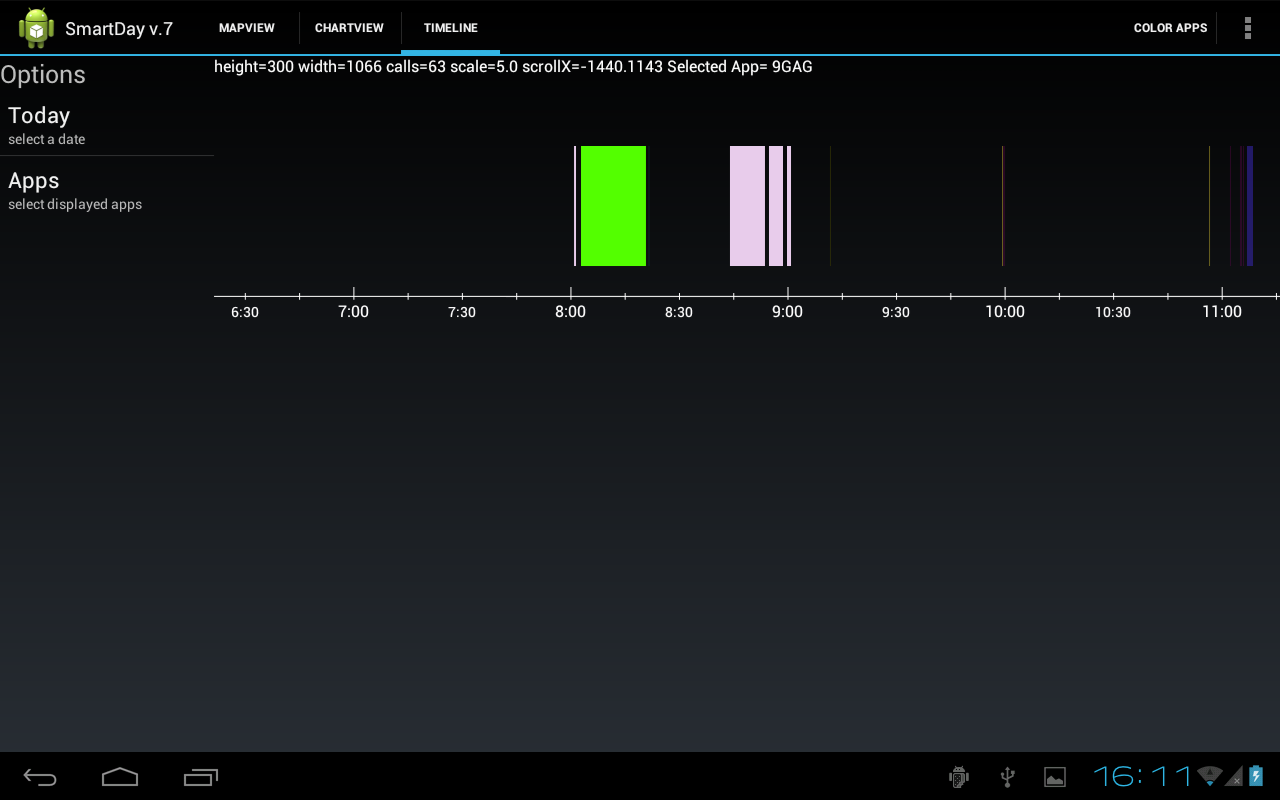 SmartDay v.7 MAPVIEW CHARTVIEW TIMELINE COLOR APPS
Options
height=300 width=1066 calls=63 scale=5.0 scrollX=-1440.1143 Selected App= 9GAG
Today
select a date
Apps
select displayed apps
6:30 7:00 7:30 8:00 8:30 9:00 9:30 10:00 10:30 11:00
16:11